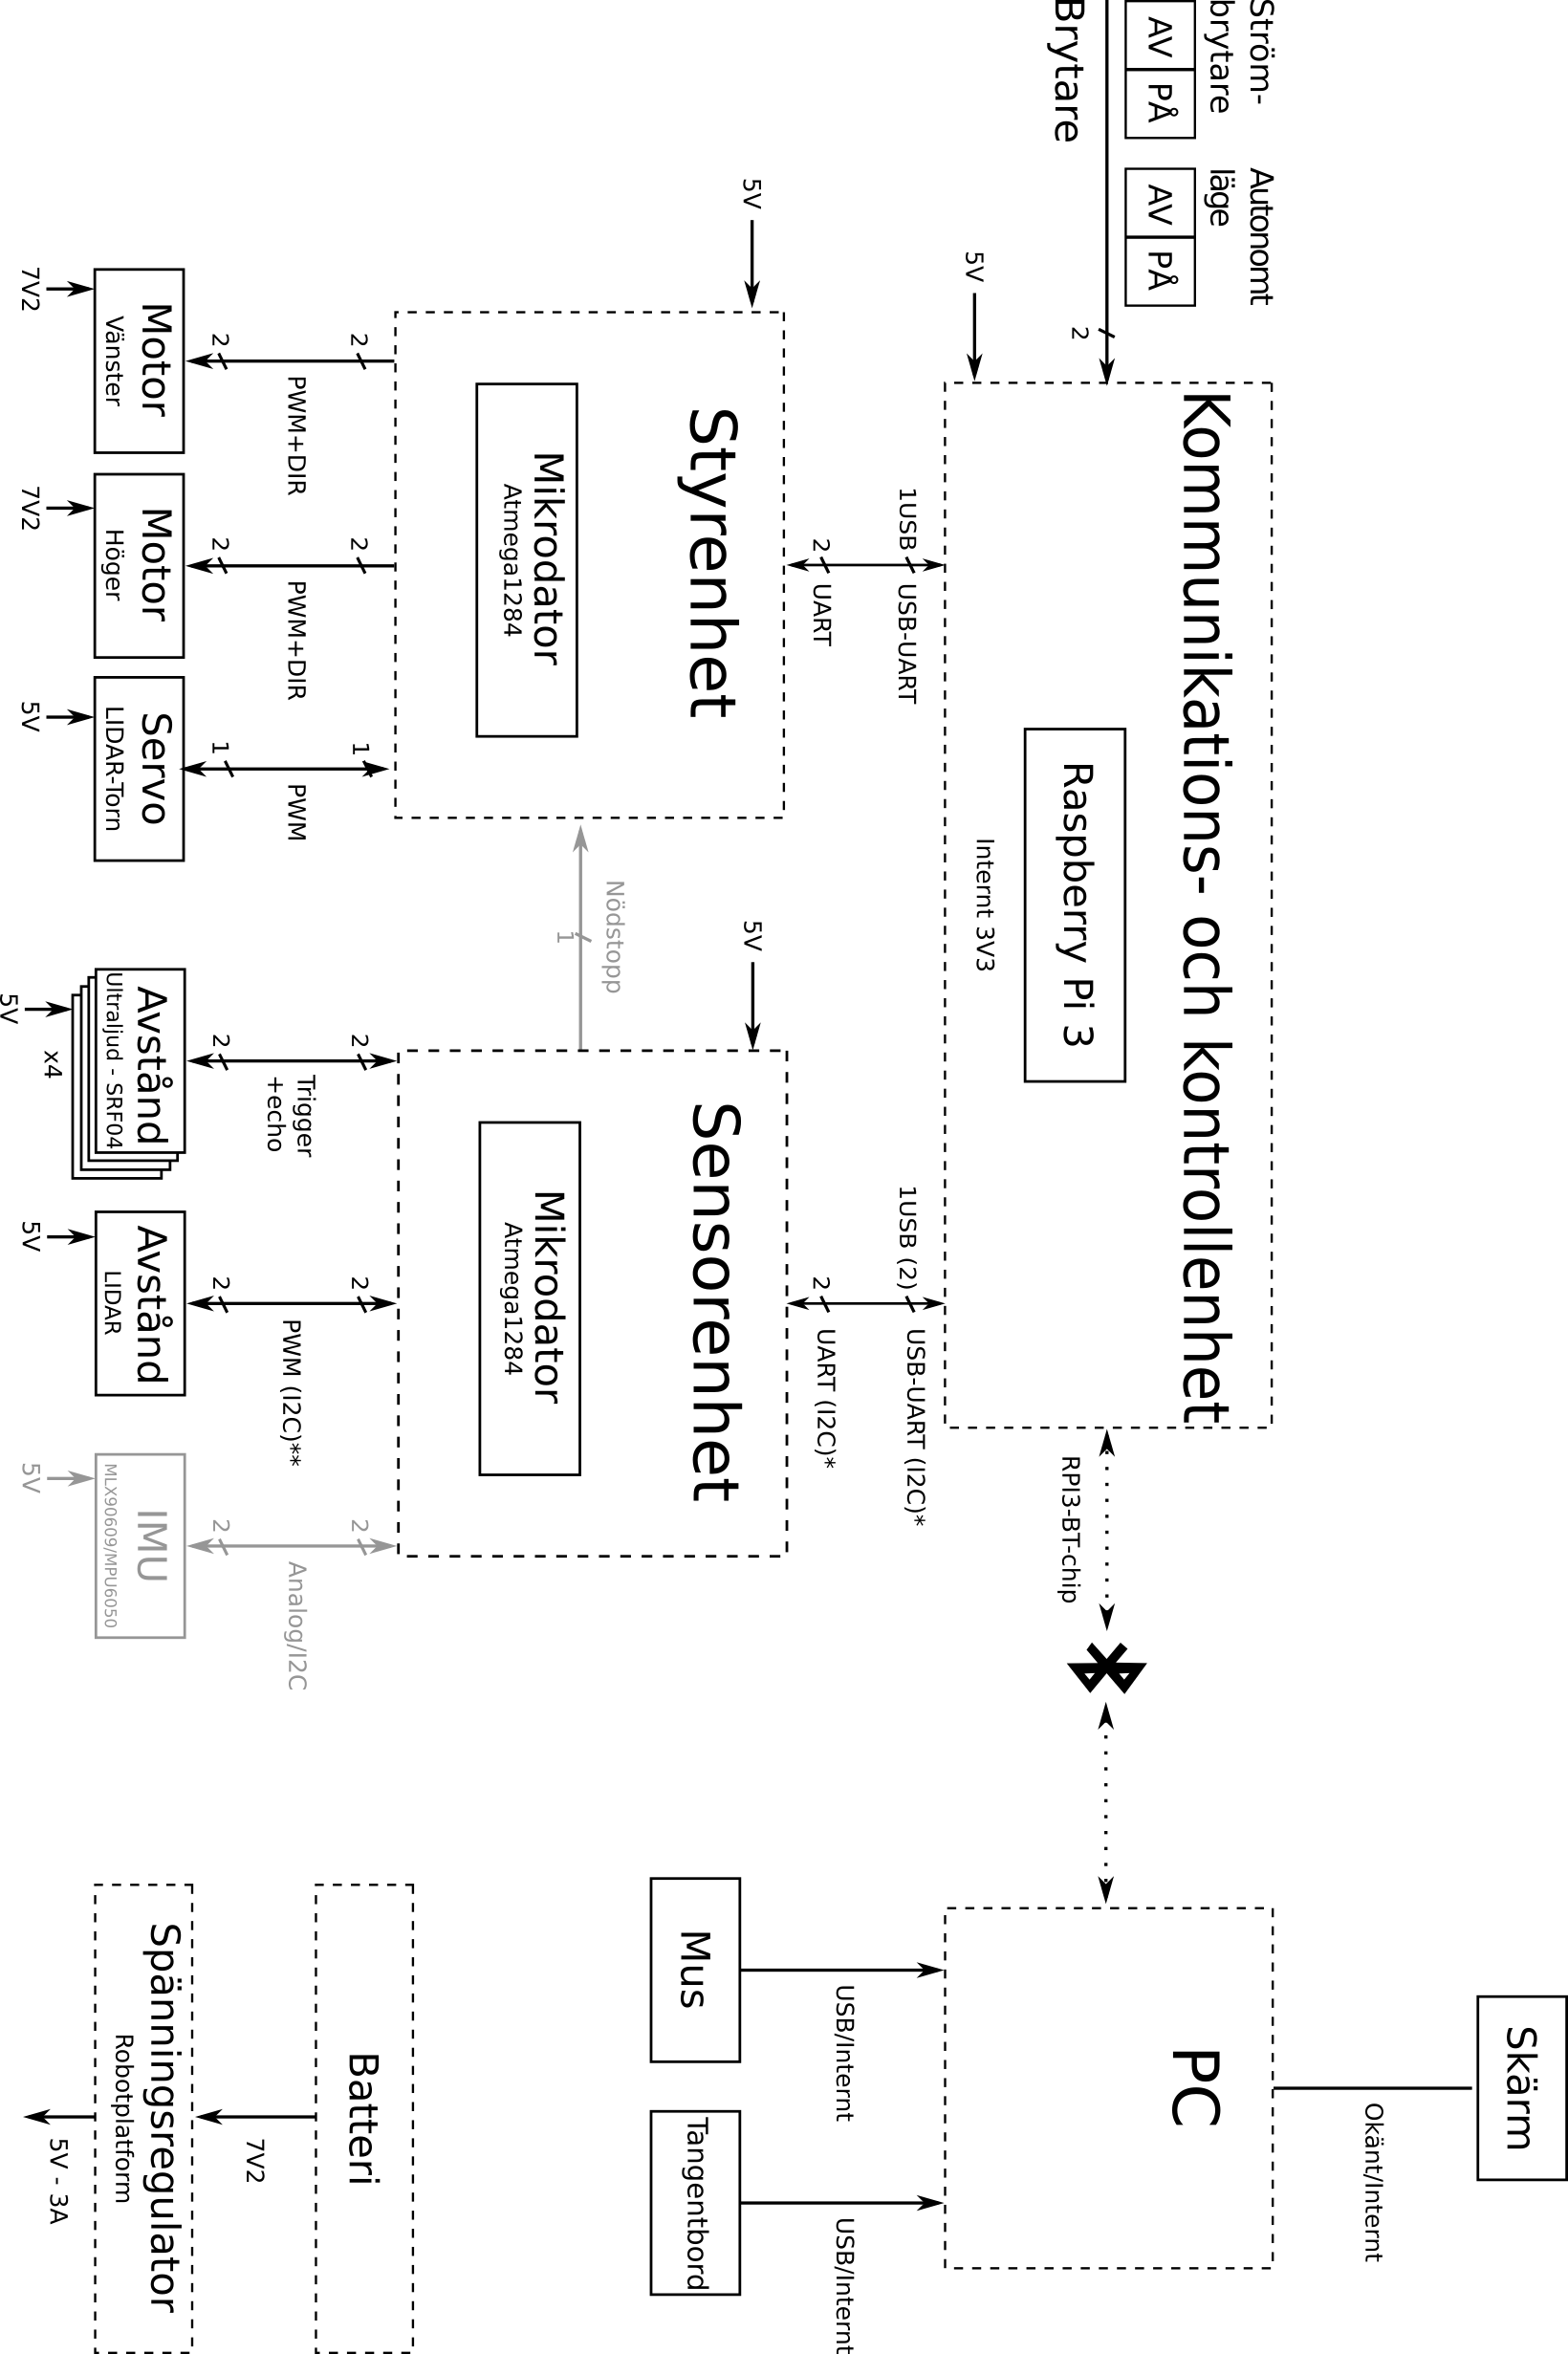 Skärm
Okänt/Internt
Ström-
brytare
Autonomt
läge
AV
PÅ
AV
PÅ
Brytare
2
5V
Kommunikations- och kontrollenhet
Raspberry Pi 3
Internt 3V3
RPI3-BT-chip
PC
1USB
USB-UART
2
UART
1USB (2)
USB-UART (I2C)*
2
UART (I2C)*
USB/Internt
USB/Internt
Mus
Tangentbord
5V
Styrenhet
Mikrodator
Atmega1284
Nödstopp
1
5V
Sensorenhet
Mikrodator
Atmega1284
2
PWM+DIR
2
2
PWM+DIR
2
1
PWM
1
2
Trigger
+echo
2
2
PWM (I2C)**
2
2
Analog/I2C
2
Batteri
7V2
Motor
Vänster
7V2
Motor
Höger
7V2
Servo
LIDAR-Torn
5V
Avstånd
Ultraljud - SRF04
x4
5V
Avstånd
LIDAR
5V
IMU
MLX90609/MPU6050
5V
Spänningsregulator
Robotplatform
5V - 3A